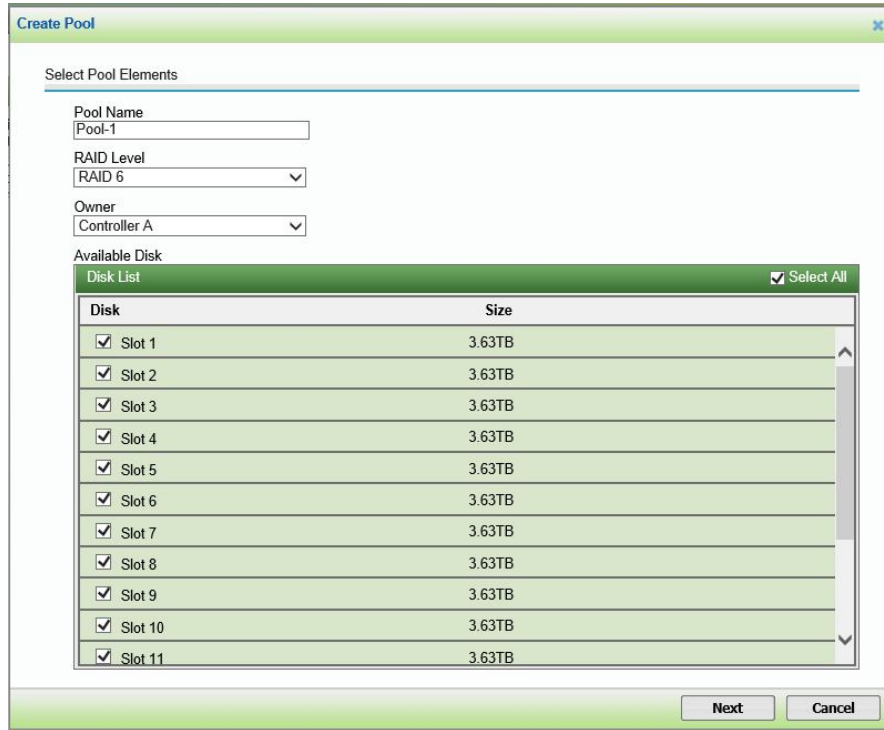 Create Pool
Select Pool Elements
Pool Name
Pool-1
RAID Level
RAID 6
Owner
Controller A
Available Disk
Disk List Select All
Disk Size
Slot 1 3.63TB
Slot 2 3.63TB
Slot 3 3.63TB
Slot 4 3.63TB
Slot 5 3.63TB
Slot 6 3.63TB
Slot 7 3.63TB
Slot 8 3.63TB
Slot 9 3.63TB
Slot 10 3.63TB
Slot 11 3.63TB
Next Cancel